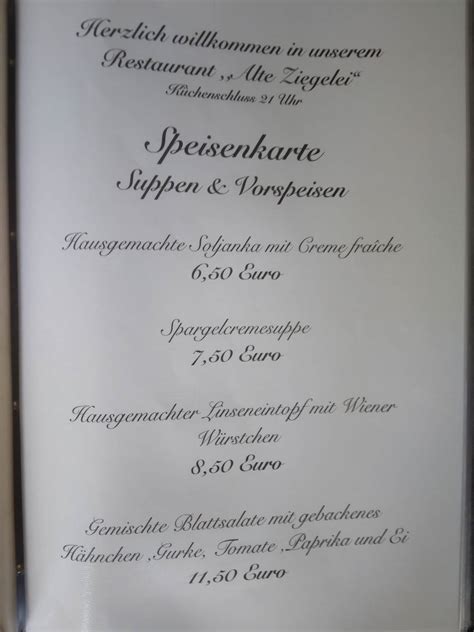 Herzlich willkommen in unserem
Restaurant ,,Alte Ziegelei“
Küchenschluss 21 Uhr
Speisenkarte
Suppen & Vorspeisen
Hausgemachte Soljanka mit Creme fraîche
6,50 Euro
Spargelcremesuppe
7,50 Euro
Hausgemachter Linseneintopf mit Wiener
Würstchen
8,50 Euro
Gemischte Blattsalate mit gebackenes
Hähnchen ,Gurke, Tomate ,Paprika und Ei
11,50 Euro